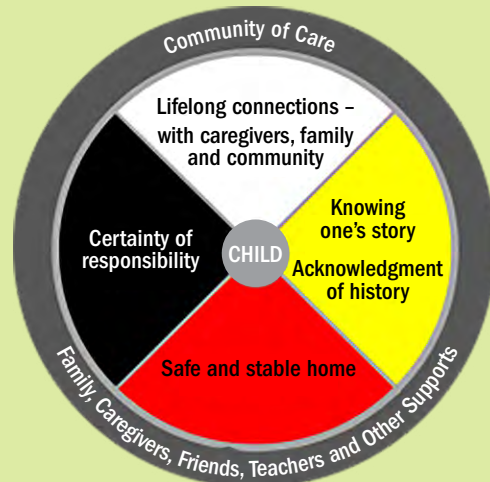 Community of Care
Lifelong connections –
with caregivers, family
and community
Certainty of
responsibility
CHILD
Knowing
one's story
Acknowledgment
of history
Safe and stable home
Family, Caregivers, Friends, Teachers and Other Supports